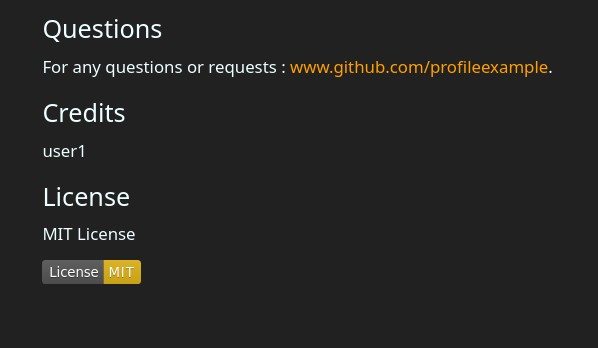 Questions
For any questions or requests : www.github.com/profileexample.
Credits
user1
License
MIT License
License MIT